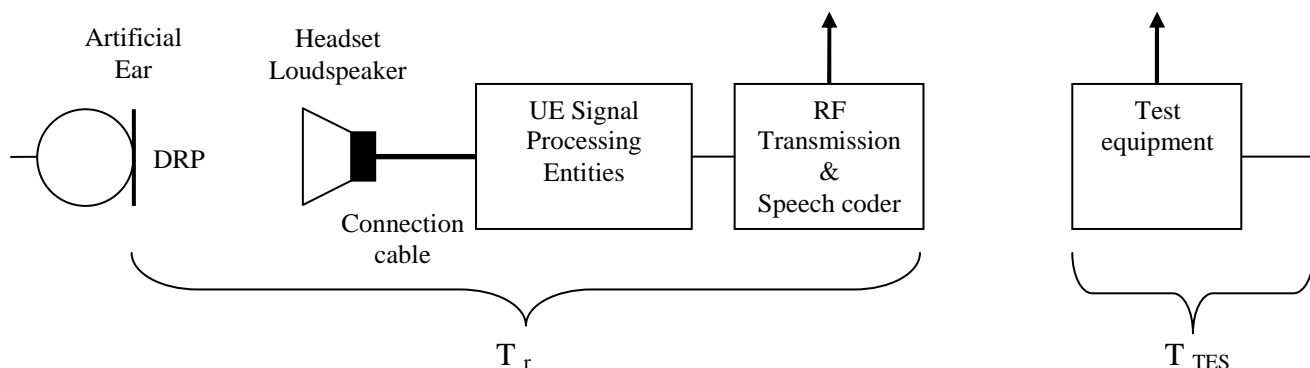 Artificial
Ear
DRP
Headset
Loudspeaker
Connection
cable
UE Signal
Processing
Entities
RF
Transmission
&
Speech coder
Test
equipment
T r
T TES